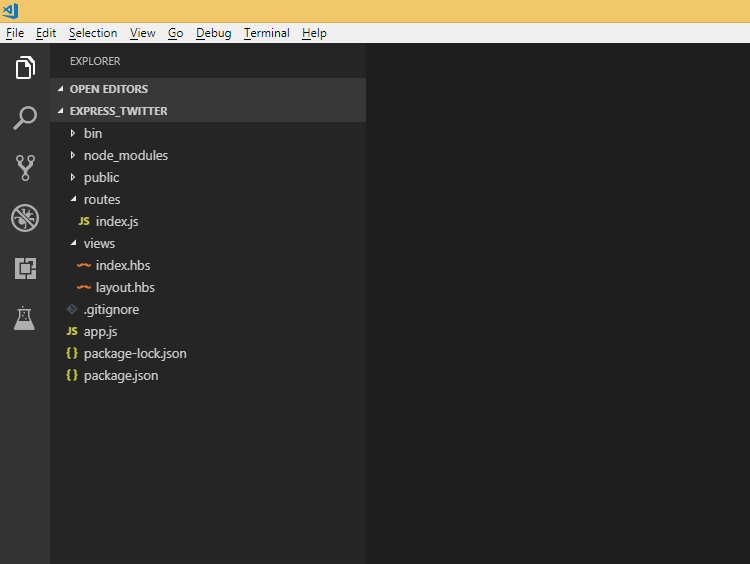 File Edit Selection View Go Debug Terminal Help
EXPLORER
OPEN EDITORS
EXPRESS_TWITTER
bin
node_modules
public
routes
JS index.js
views
index.hbs
layout.hbs
.gitignore
JS app.js
{ } package-lock.json
{ } package.json